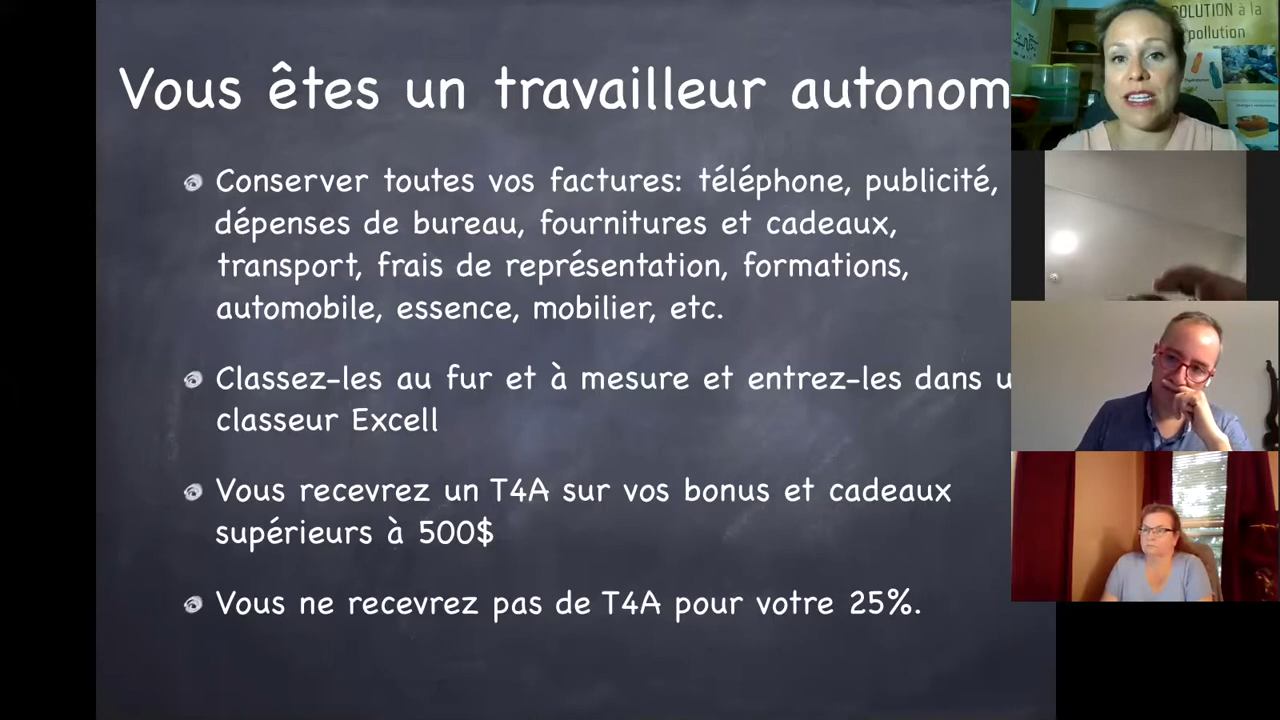 Vous êtes un travailleur autonom
Conserver toutes vos factures: téléphone, publicité,
dépenses de bureau, fournitures et cadeaux,
transport, frais de représentation, formations,
automobile, essence, mobilier, etc.
Classez-les au fur et à mesure et entrez-les dans u
classeur Excell
Vous recevrez un T4A sur vos bonus et cadeaux
supérieurs à 500$
Vous ne recevrez pas de T4A pour votre 25%.
SOLUTION à la
pollution